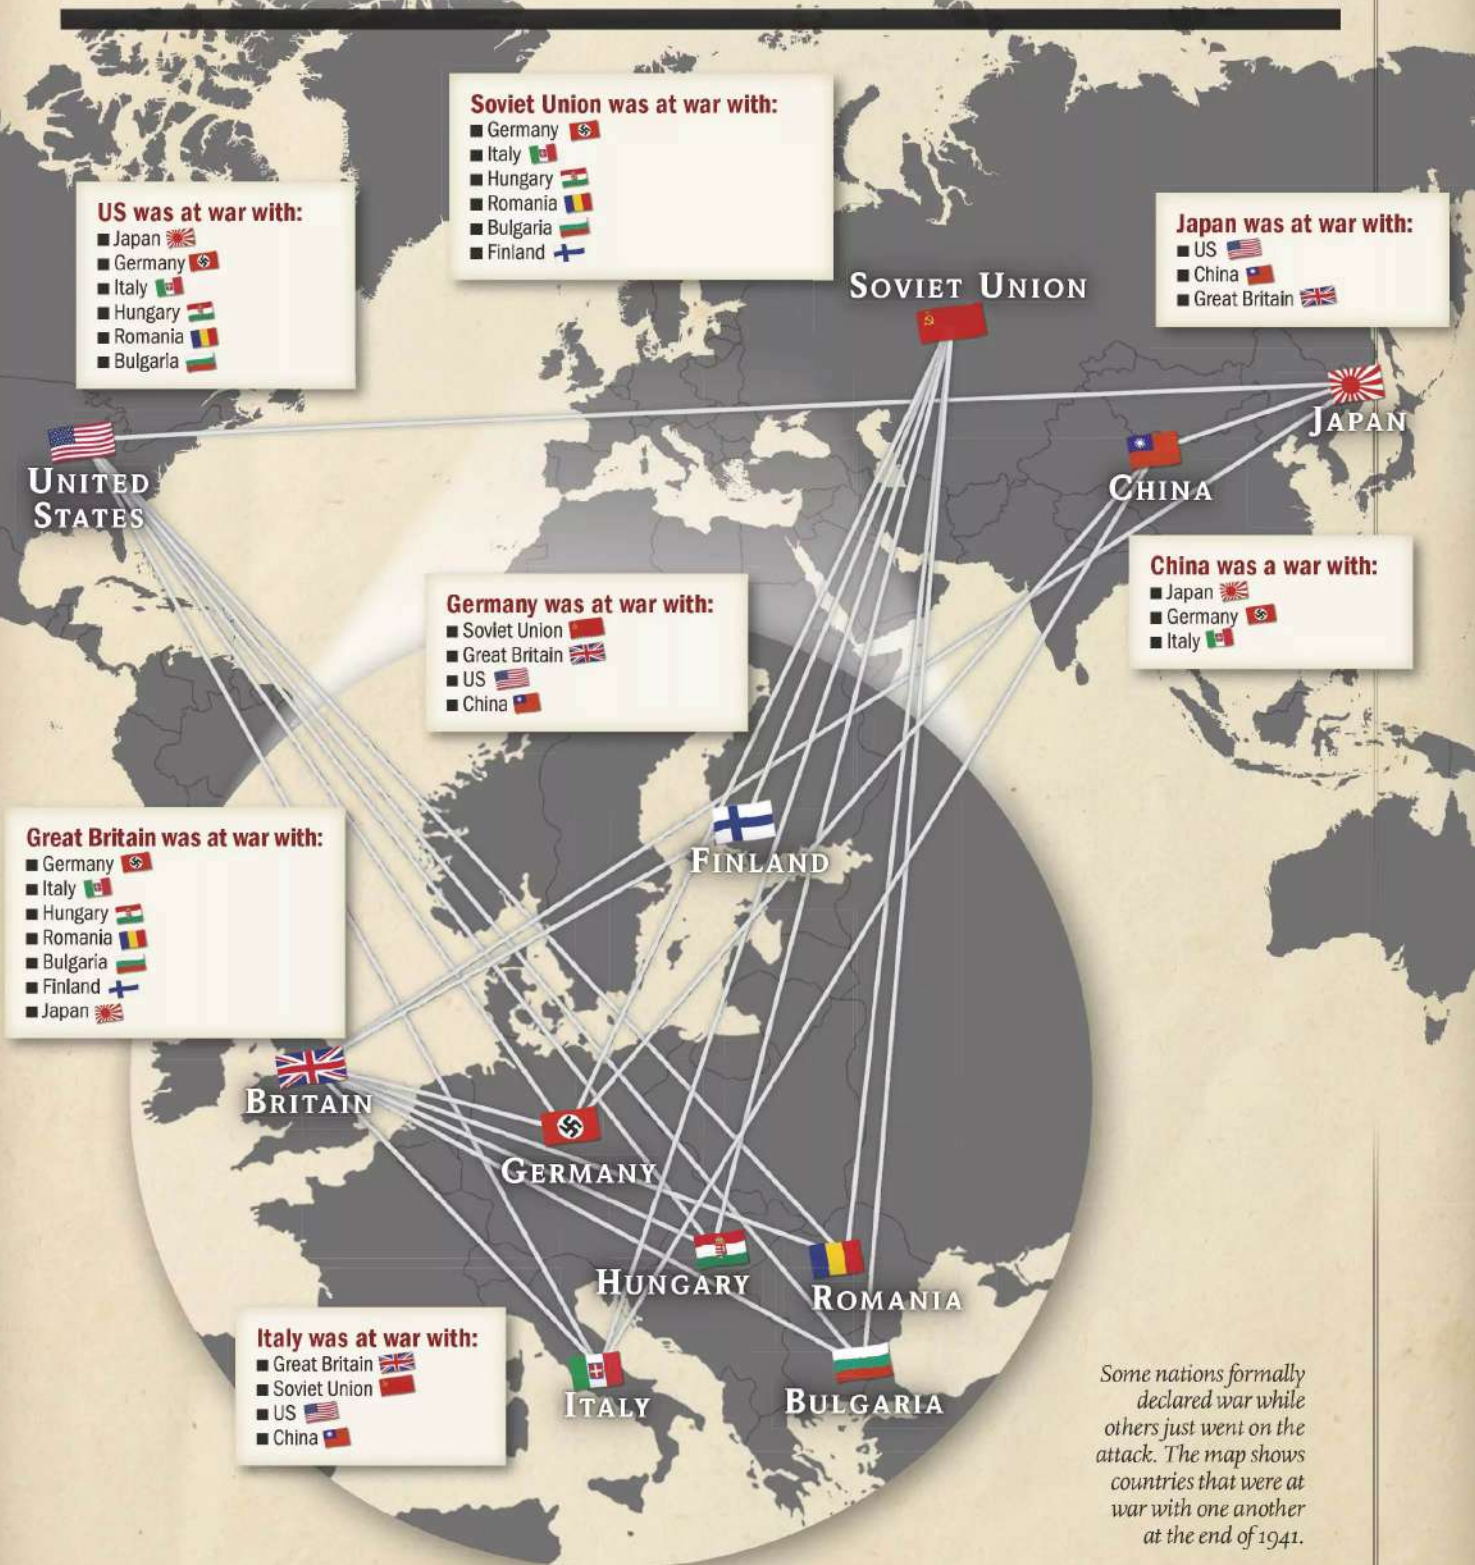 Soviet Union was at war with:
Germany
Italy
Hungary
Romania
Bulgaria
Finland
US was at war with:
Japan
Germany
Italy
Hungary
Romania
Bulgaria
Japan was at war with:
US
China
Great Britain
SOVIET UNION
JAPAN
UNITED
STATES
CHINA
China was a war with:
Japan
Germany
Italy
Germany was at war with:
Soviet Union
Great Britain
US
China
Great Britain was at war with:
Germany
Italy
Hungary
Romania
Bulgaria
Finland
Japan
FINLAND
BRITAIN
GERMANY
HUNGARY
ROMANIA
Italy was at war with:
Great Britain
Soviet Union
US
China
ITALY
BULGARIA
Some nations formally
declared war while
others just went on the
attack. The map shows
countries that were at
war with one another
at the end of 1941.